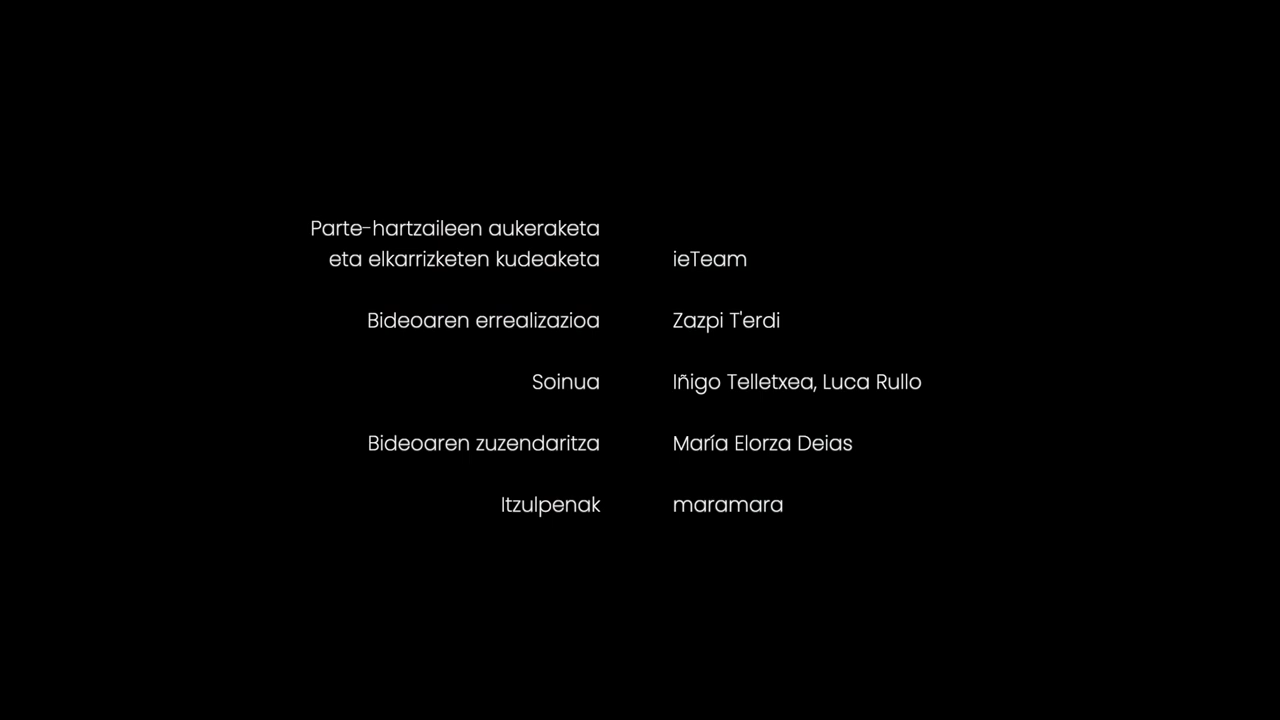 Parte-hartzaileen aukeraketa
eta elkarrizketen kudeaketa ieTeam
Bideoaren errealizazioa Zazpi T'erdi
Soinua Iñigo Telletxea, Luca Rullo
Bideoaren zuzendaritza María Elorza Deias
Itzulpenak maramara